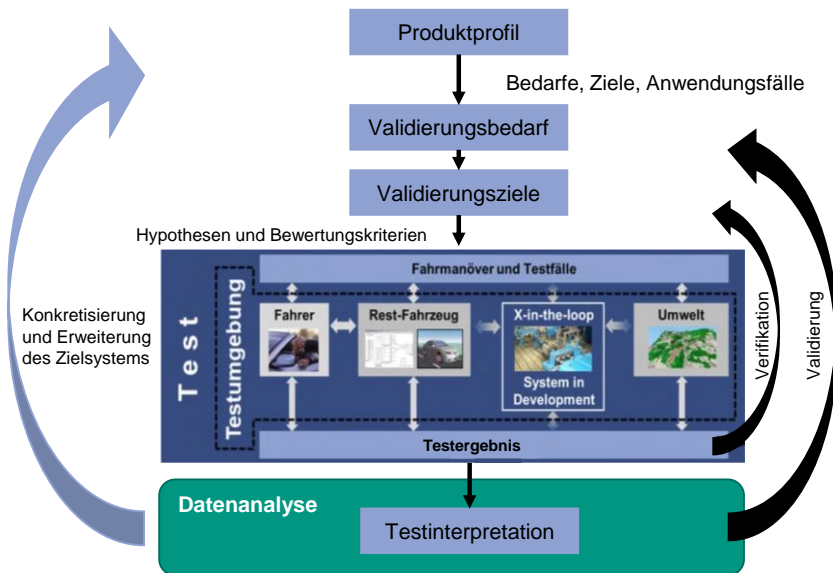 Produktprofil
Bedarfe, Ziele, Anwendungsfälle
Validierungsbedarf
Validierungsziele
Hypothesen und Bewertungskriterien
Konkretisierung
und Erweiterung
des Zielsystems
Test
Testumgebung
Fahrmanöver und Testfälle
Fahrer
Rest-Fahrzeug
X-in-the-loop
System in
Development
Umwelt
Testergebnis
Verifikation
Validierung
Datenanalyse
Testinterpretation